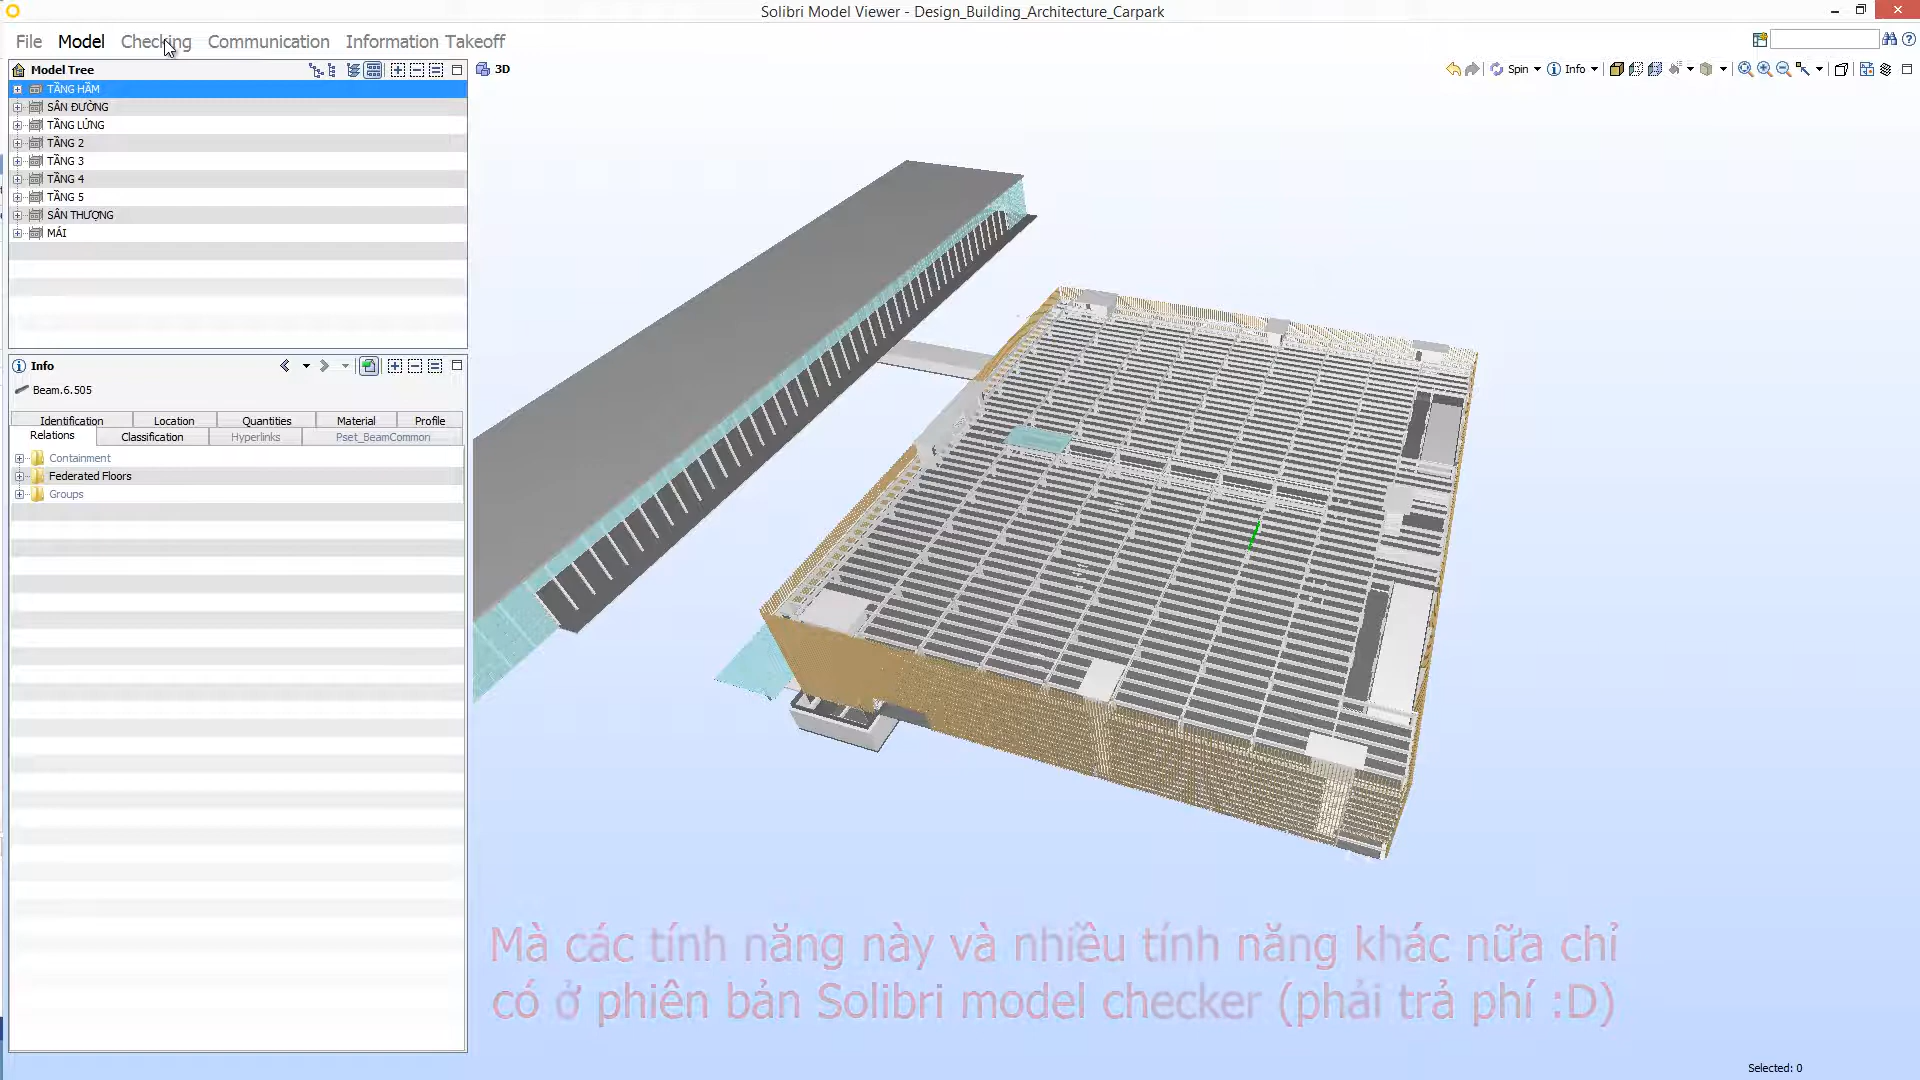 Solibri Model Viewer - Design_Building_Architecture_Carpark
File Model Checking Communication Information Takeoff
Model Tree
3D
Spin
Info
TẦNG HẦM
SÂN ĐƯỜNG
TẦNG LỬNG
TẦNG 2
TẦNG 3
TẦNG 4
TẦNG 5
SÂN THƯỢNG
MÁI
Info
Beam.6.505
Identification Location Quantities Material Profile
Relations Classification Hyperlinks Pset_BeamCommon
Containment
Federated Floors
Groups
Mà các tính năng này và nhiều tính năng khác nữa chỉ
có ở phiên bản Solibri model checker (phải trả phí :D)
Selected: 0